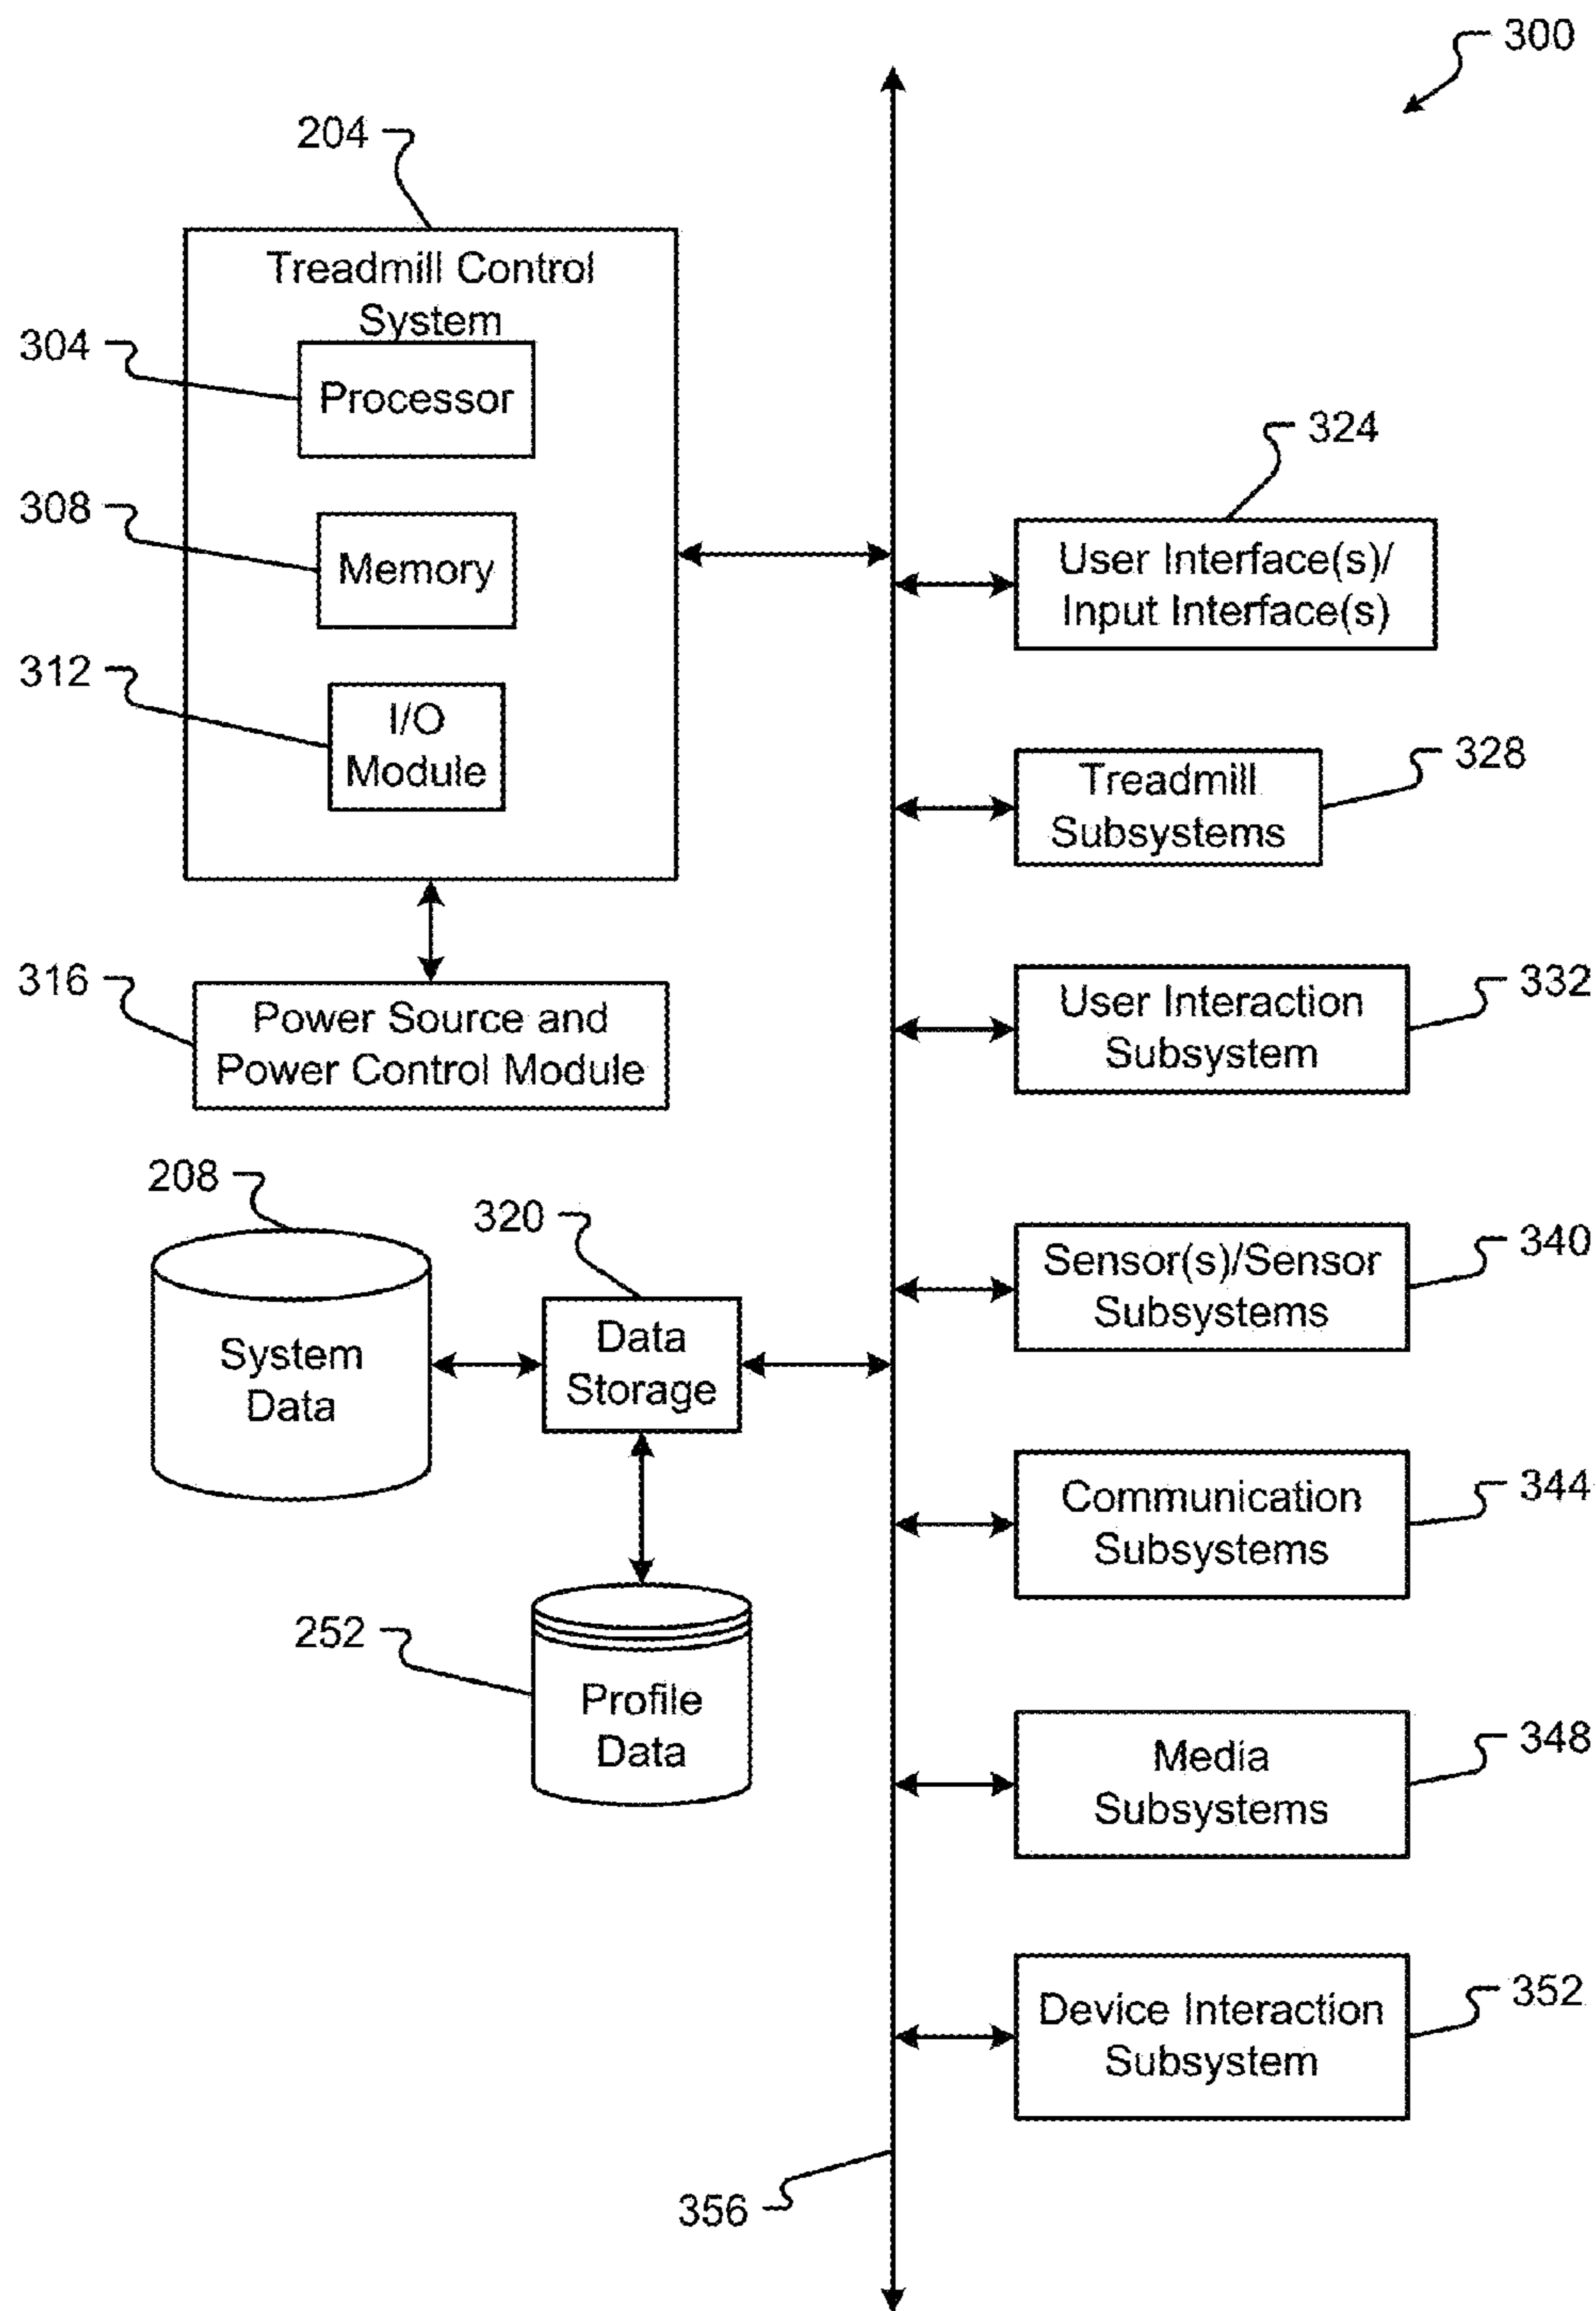 300
204
Treadmill Control
System
304
Processor
324
308
Memory
User Interface(s)/
Input Interface(s)
312
I/O
Module
328
Treadmill
Subsystems
316
Power Source and
Power Control Module
332
User Interaction
Subsystem
208
320
System
Data
Data
Storage
340
Sensor(s)/Sensor
Subsystems
344
Communication
Subsystems
252
Profile
Data
348
Media
Subsystems
352
Device Interaction
Subsystem
356